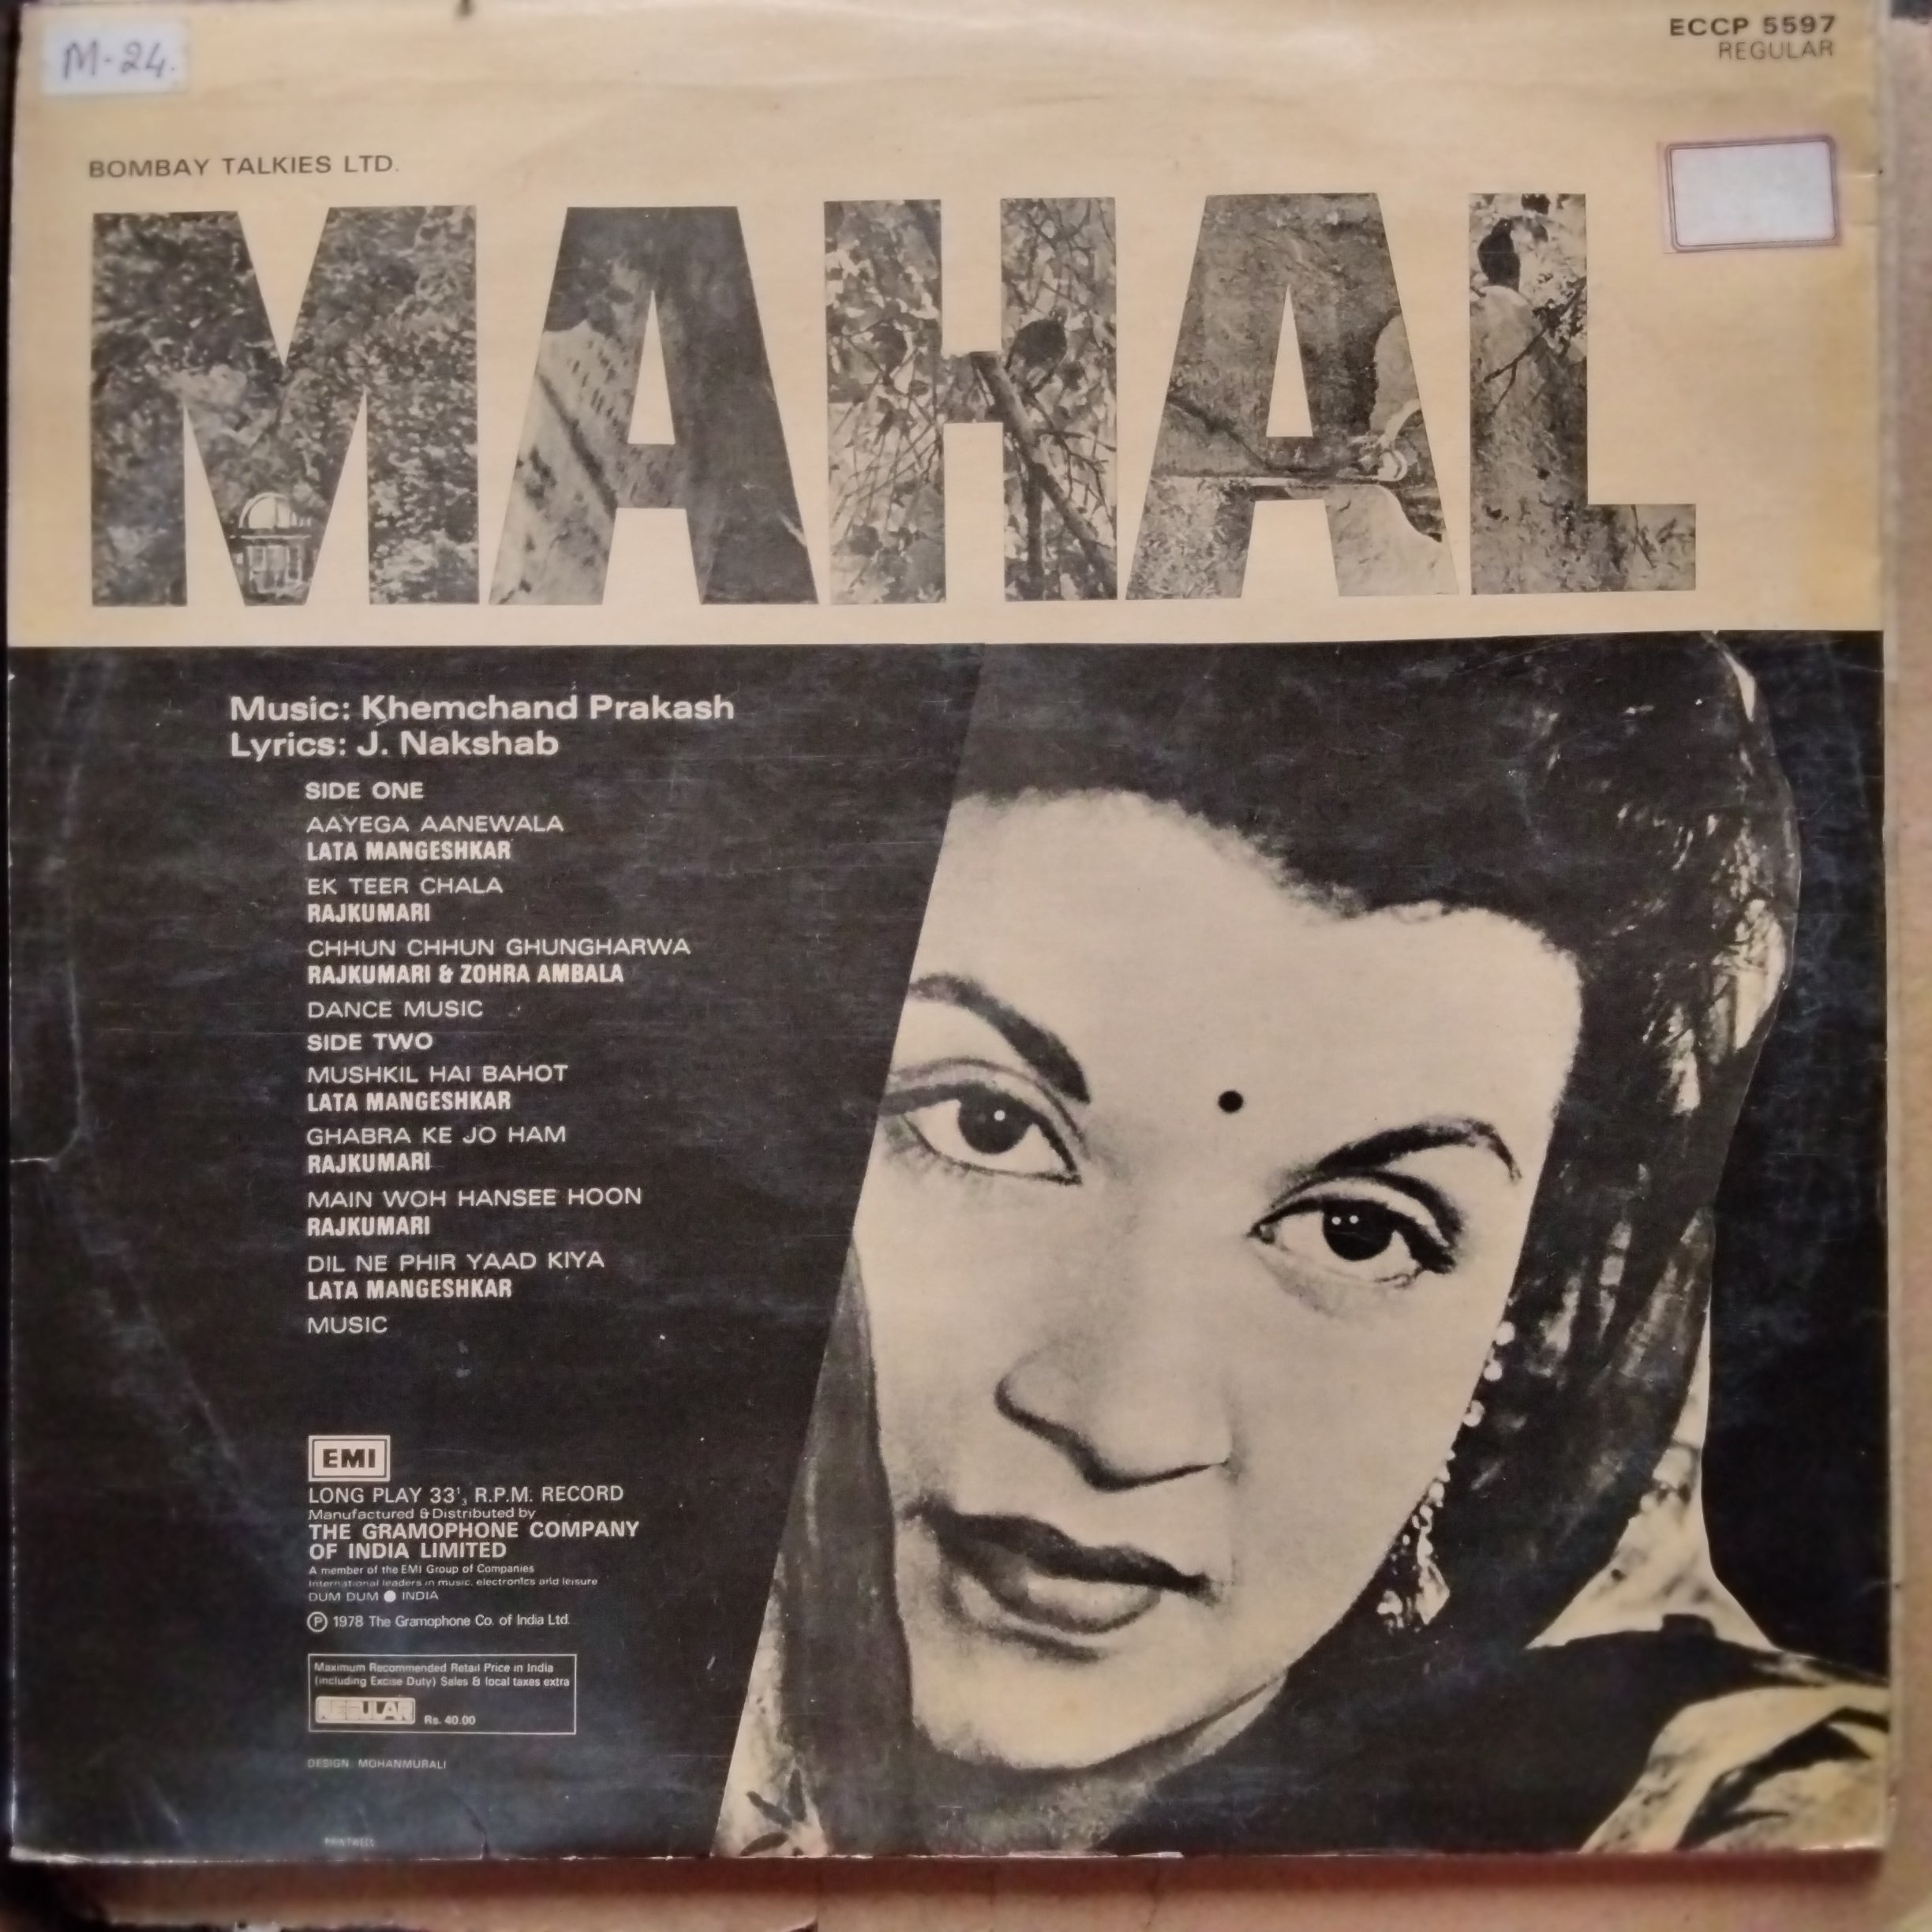 M-24.
ECCP 5597
REGULAR
BOMBAY TALKIES LTD.
MAHAL
Music: Khemchand Prakash
Lyrics: J. Nakshab
SIDE ONE
AAYEGA AANEWALA
LATA MANGESHKAR
EK TEER CHALA
RAJKUMARI
CHHUN CHHUN GHUNGHARWA
RAJKUMARI & ZOHRA AMBALA
DANCE MUSIC
SIDE TWO
MUSHKIL HAI BAHOT
LATA MANGESHKAR
GHABRA KE JO HAM
RAJKUMARI
MAIN WOH HANSEE HOON
RAJKUMARI
DIL NE PHIR YAAD KIYA
LATA MANGESHKAR
MUSIC
EMI
LONG PLAY 33⅓ R.P.M. RECORD
Manufactured & Distributed by
THE GRAMOPHONE COMPANY
OF INDIA LIMITED
A member of the EMI Group of Companies
International leaders in music, electronics and leisure
DUM DUM ● INDIA
Ⓟ 1978 The Gramophone Co. of India Ltd.
Maximum Recommended Retail Price in India
(including Excise Duty) Sales & local taxes extra
REGULAR Rs. 40.00
DESIGN: MOHANMURALI
PRINTWELL